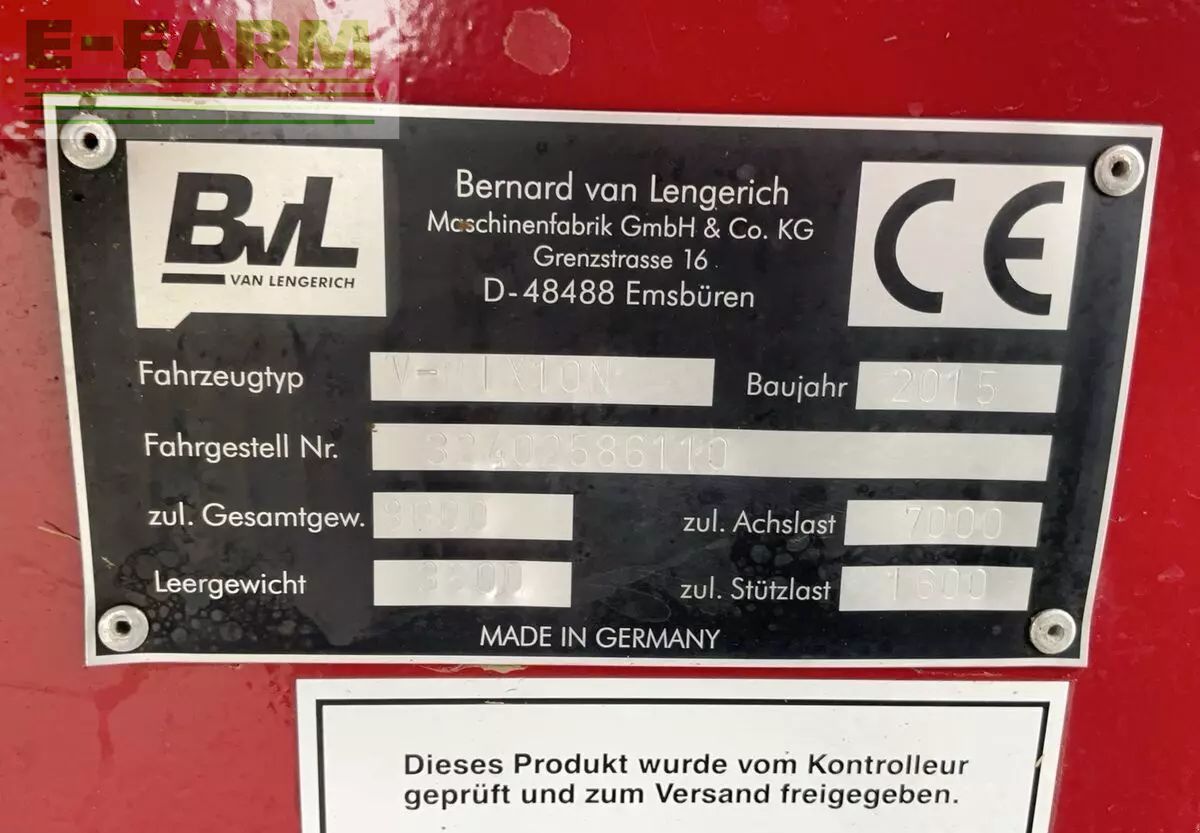 E-FARM
BvL
VAN LENGERICH
Bernard van Lengerich
Maschinenfabrik GmbH & Co. KG
Grenzstrasse 16
D-48488 Emsbüren
CE
Fahrzeugtyp V-MIX10N Baujahr 2015
Fahrgestell Nr.
zul. Gesamtgew. zul. Achslast 7000
Leergewicht zul. Stützlast 1600
MADE IN GERMANY
Dieses Produkt wurde vom Kontrolleur
geprüft und zum Versand freigegeben.